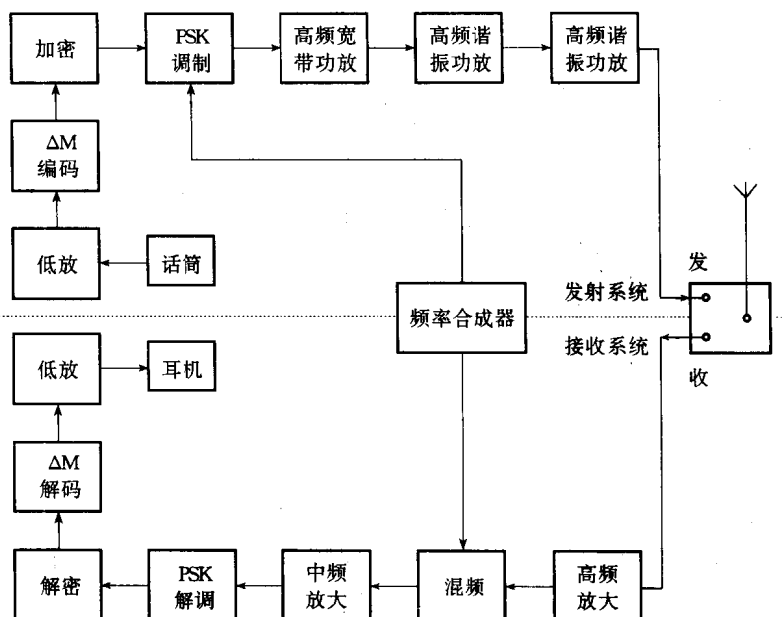 加密
PSK
调制
高频宽
带功放
高频谐
振功放
高频谐
振功放
ΔM
编码
低放
话筒
发
发射系统
频率合成器
接收系统
收
低放
耳机
ΔM
解码
解密
PSK
解调
中频
放大
混频
高频
放大